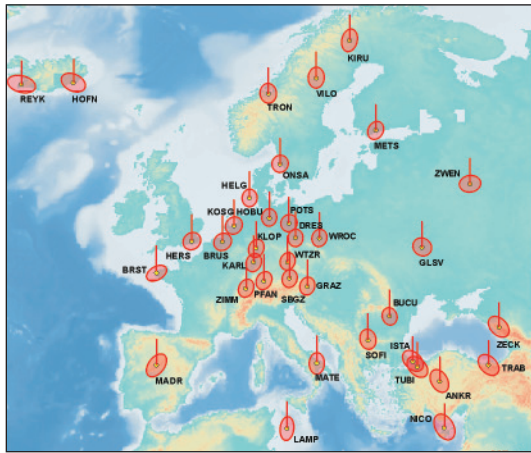 KIRU
REYK
HOFN
VILO
TRON
METS
ONSA
ZWEN
HELG
KOSG
HOBU
POTS
DRES
WROC
KLOP
HERS
BRUS
WTZR
GLSV
KARL
BRST
ZIMM
PFAN
SBGZ
GRAZ
BUCU
ZECK
SOFI
ISTA
MADR
MATE
TUBI
TRAB
ANKR
NICO
LAMP